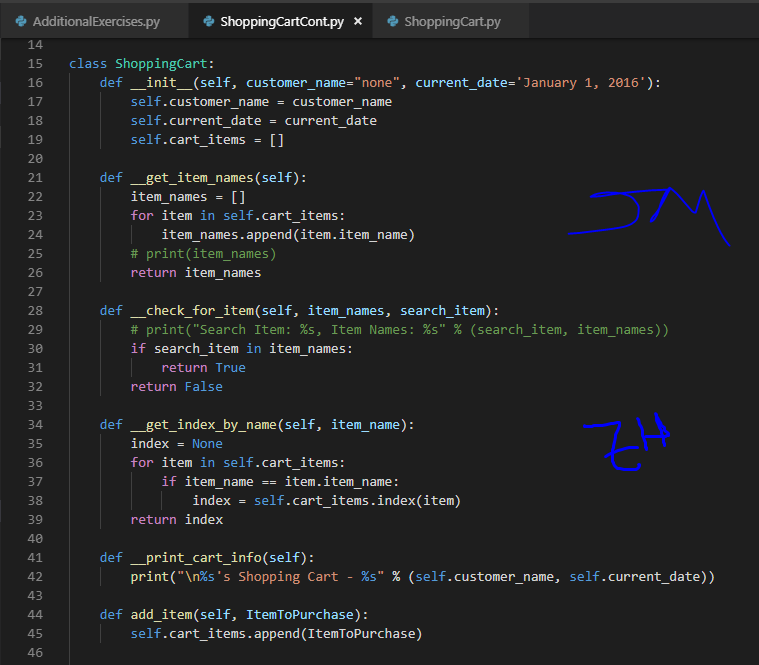 AdditionalExercises.py ShoppingCartCont.py × ShoppingCart.py
14
15 class ShoppingCart:
16     def __init__(self, customer_name="none", current_date='January 1, 2016'):
17         self.customer_name = customer_name
18         self.current_date = current_date
19         self.cart_items = []
20
21     def __get_item_names(self):
22         item_names = []
23         for item in self.cart_items:
24             item_names.append(item.item_name)
25         # print(item_names)
26         return item_names
27
28     def __check_for_item(self, item_names, search_item):
29         # print("Search Item: %s, Item Names: %s" % (search_item, item_names))
30         if search_item in item_names:
31             return True
32         return False
33
34     def __get_index_by_name(self, item_name):
35         index = None
36         for item in self.cart_items:
37             if item_name == item.item_name:
38                 index = self.cart_items.index(item)
39         return index
40
41     def __print_cart_info(self):
42         print("\n%s's Shopping Cart - %s" % (self.customer_name, self.current_date))
43
44     def add_item(self, ItemToPurchase):
45         self.cart_items.append(ItemToPurchase)
46